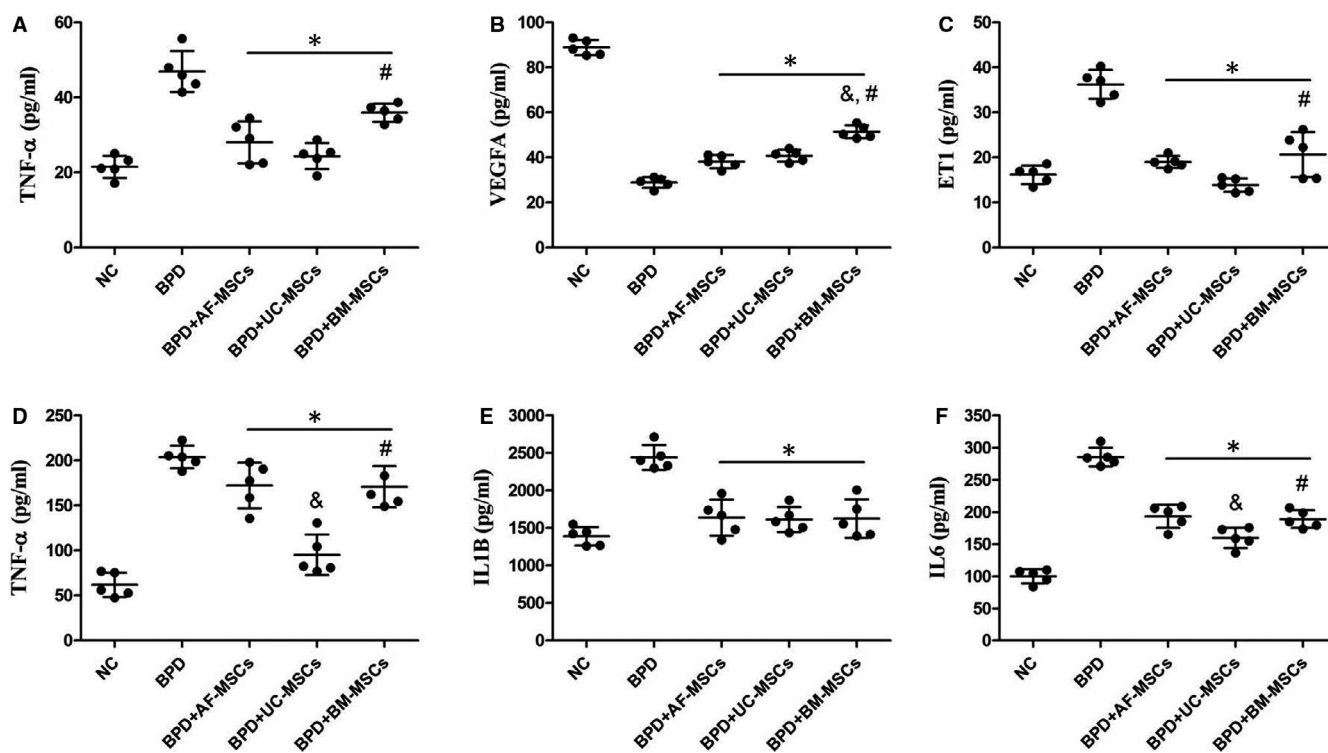 A
TNF-α (pg/ml)
60
40
20
0
*
#
NC
BPD
BPD+AF-MSCs
BPD+UC-MSCs
BPD+BM-MSCs
B
VEGFA (pg/ml)
100
80
60
40
20
0
*
&, #
NC
BPD
BPD+AF-MSCs
BPD+UC-MSCs
BPD+BM-MSCs
C
ET1 (pg/ml)
50
40
30
20
10
0
*
#
NC
BPD
BPD+AF-MSCs
BPD+UC-MSCs
BPD+BM-MSCs
D
TNF-α (pg/ml)
250
200
150
100
50
0
*
#
&
NC
BPD
BPD+AF-MSCs
BPD+UC-MSCs
BPD+BM-MSCs
E
IL1B (pg/ml)
3000
2500
2000
1500
1000
500
0
*
NC
BPD
BPD+AF-MSCs
BPD+UC-MSCs
BPD+BM-MSCs
F
IL6 (pg/ml)
350
300
250
200
150
100
50
0
*
&
#
NC
BPD
BPD+AF-MSCs
BPD+UC-MSCs
BPD+BM-MSCs